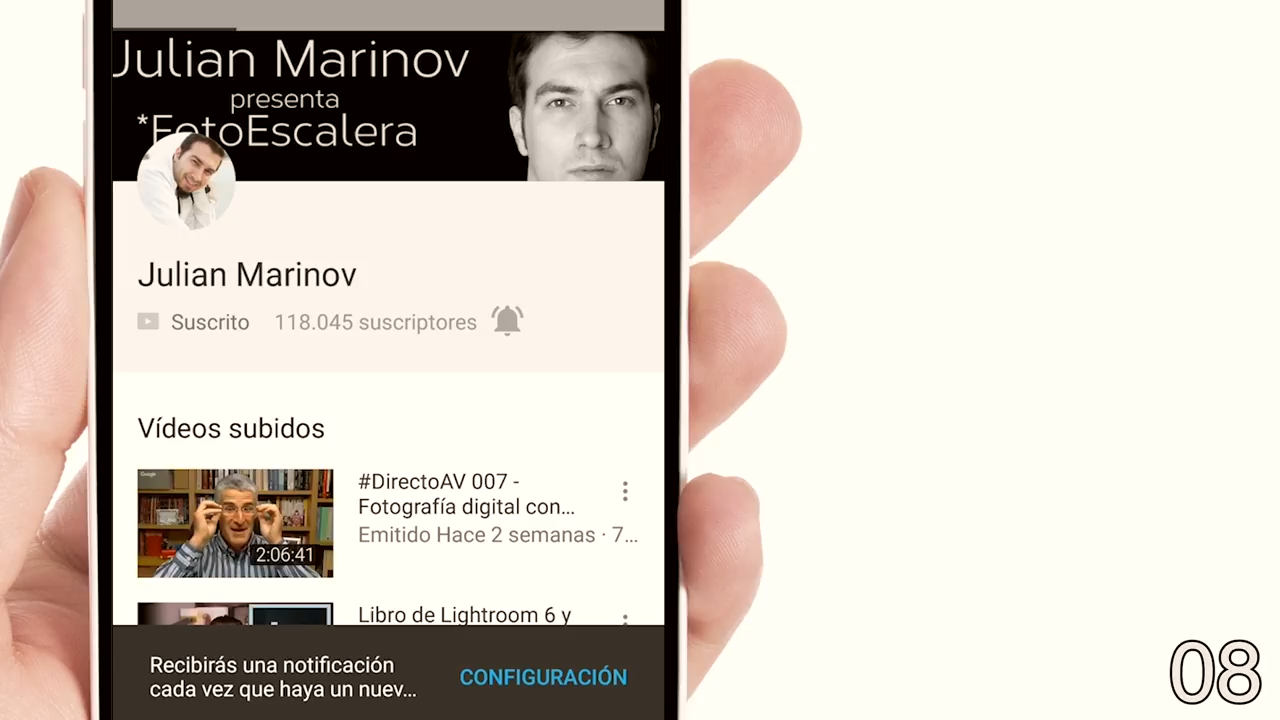 Julian Marinov
presenta
*FotoEscalera
Julian Marinov
Suscrito 118.045 suscriptores
Vídeos subidos
Google
2:06:41
#DirectoAV 007 -
Fotografía digital con...
Emitido Hace 2 semanas · 7...
Libro de Lightroom 6 y
Recibirás una notificación
cada vez que haya un nuev...
CONFIGURACIÓN
08